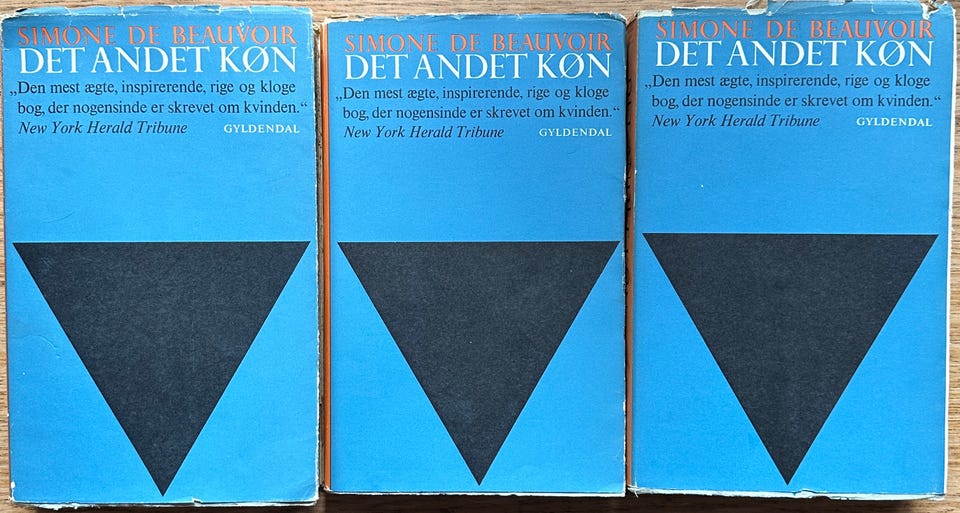 SIMONE DE BEAUVOIR
DET ANDET KØN
„Den mest ægte, inspirerende, rige og kloge
bog, der nogensinde er skrevet om kvinden.“
New York Herald Tribune GYLDENDAL
SIMONE DE BEAUVOIR
DET ANDET KØN
„Den mest ægte, inspirerende, rige og kloge
bog, der nogensinde er skrevet om kvinden.“
New York Herald Tribune GYLDENDAL
SIMONE DE BEAUVOIR
DET ANDET KØN
„Den mest ægte, inspirerende, rige og kloge
bog, der nogensinde er skrevet om kvinden.“
New York Herald Tribune GYLDENDAL